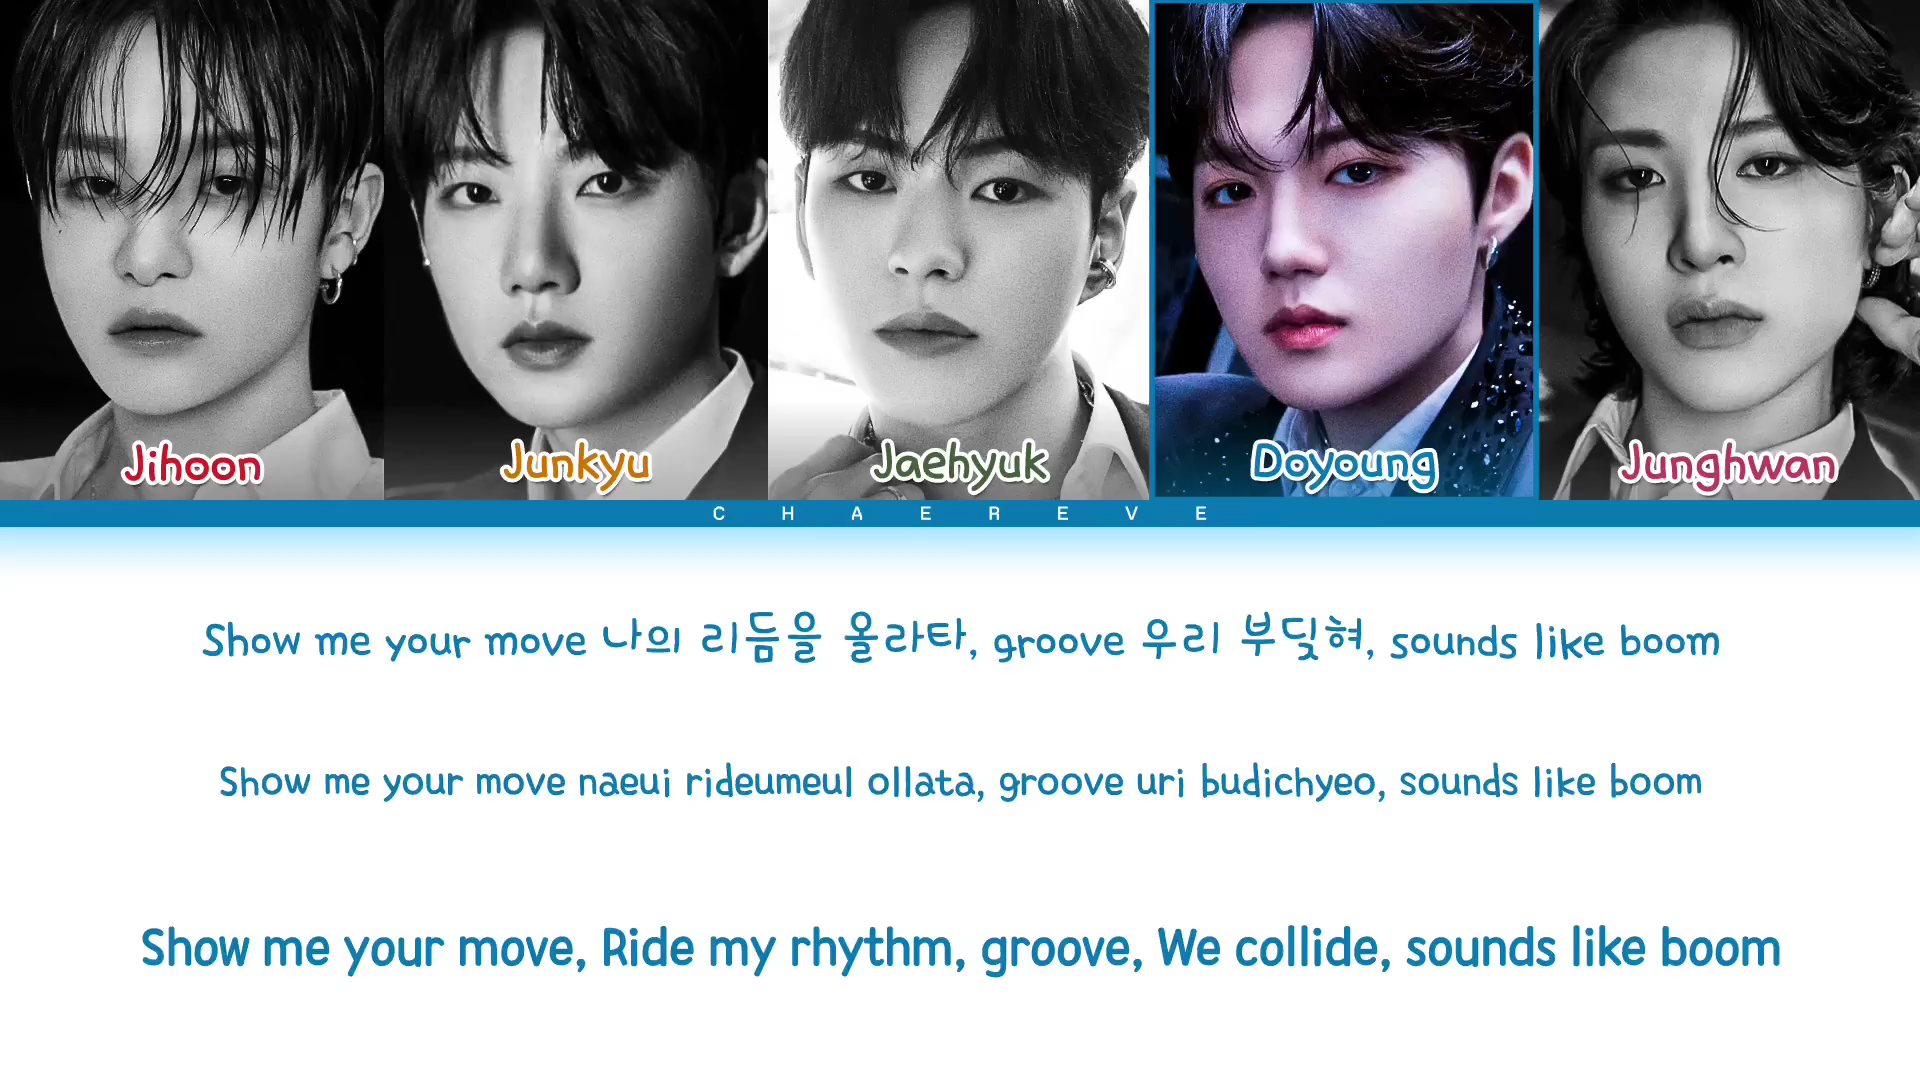 Jihoon
Junkyu
Jaehyuk
Doyoung
Junghwan
CHAEREVE
Show me your move 나의 리듬을 올라타, groove 우리 부딪혀, sounds like boom
Show me your move naeui rideumeul ollata, groove uri budichyeo, sounds like boom
Show me your move, Ride my rhythm, groove, We collide, sounds like boom